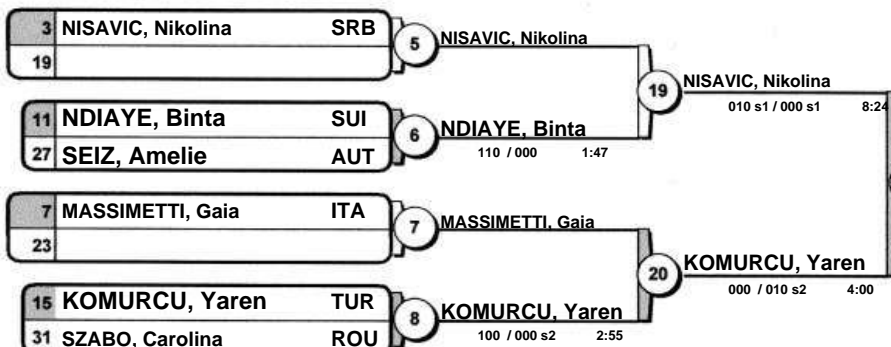 3 NISAVIC, Nikolina SRB
19
5
NISAVIC, Nikolina
11 NDIAYE, Binta SUI
27 SEIZ, Amelie AUT
6
NDIAYE, Binta
110 / 000 1:47
19
NISAVIC, Nikolina
010 s1 / 000 s1 8:24
7 MASSIMETTI, Gaia ITA
23
7
MASSIMETTI, Gaia
15 KOMURCU, Yaren TUR
31 SZABO, Carolina ROU
8
KOMURCU, Yaren
100 / 000 s2 2:55
20
KOMURCU, Yaren
000 / 010 s2 4:00